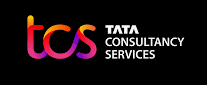 tcs
TATA
CONSULTANCY
SERVICES